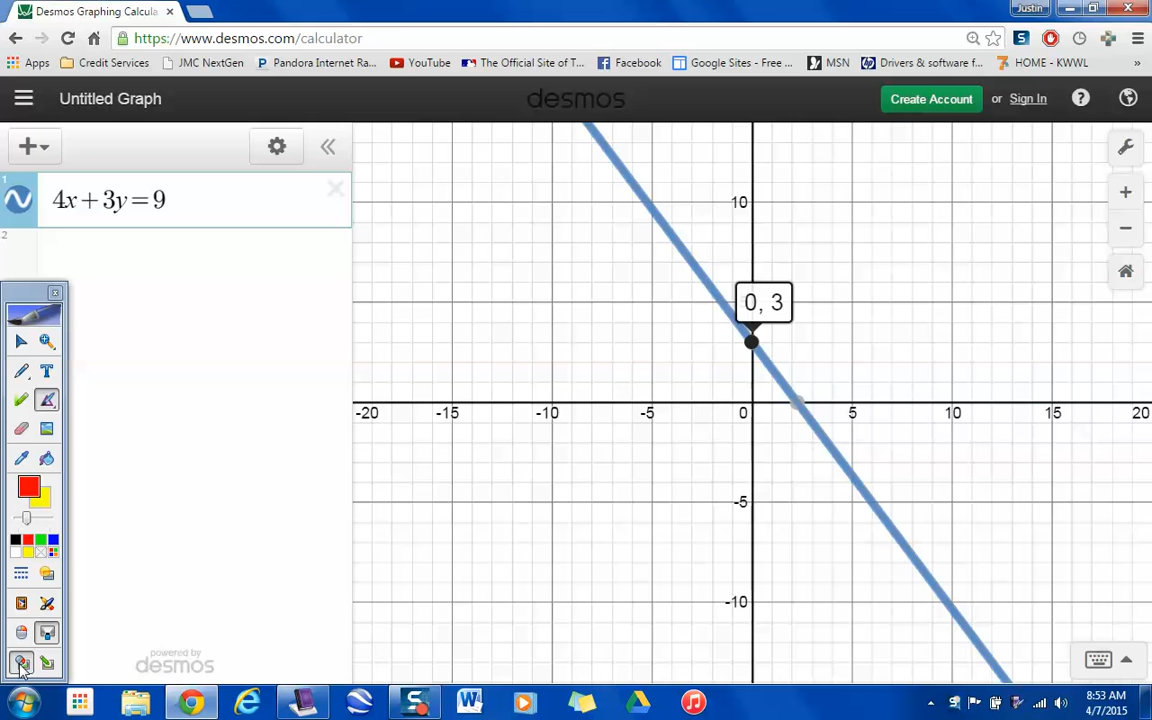 Desmos Graphing Calcula
Justin
https://www.desmos.com/calculator
Apps Credit Services JMC NextGen Pandora Internet Ra... YouTube The Official Site of T... Facebook Google Sites - Free ... MSN Drivers & software f... HOME - KWWL »
Untitled Graph
desmos
Create Account or Sign In
1
4x+3y=9
2
0, 3
10
-20 -15 -10 -5 0 5 10 15 20
-5
-10
powered by
desmos
8:53 AM
4/7/2015